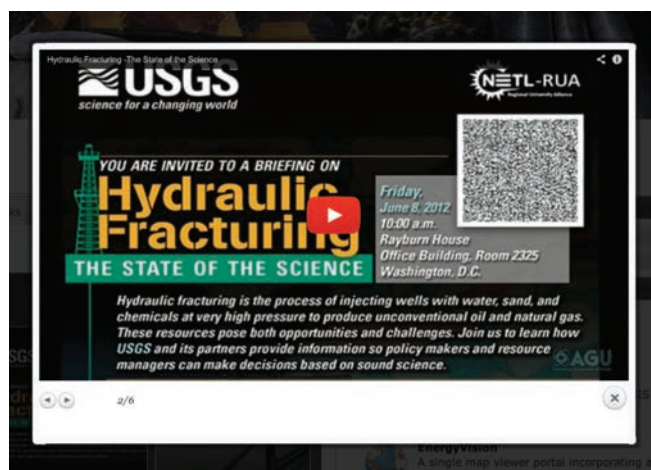 Hydraulic Fracturing -The State of the Science
USGS
science for a changing world
NETL-RUA
Regional University Alliance
YOU ARE INVITED TO A BRIEFING ON
Hydraulic
Fracturing
THE STATE OF THE SCIENCE
Friday,
June 8, 2012
10:00 a.m.
Rayburn House
Office Building, Room 2325
Washington, D.C.
Hydraulic fracturing is the process of injecting wells with water, sand, and
chemicals at very high pressure to produce unconventional oil and natural gas.
These resources pose both opportunities and challenges. Join us to learn how
USGS and its partners provide information so policy makers and resource
managers can make decisions based on sound science.
AGU
2/6
EnergyVision
A single map viewer portal incorporating a